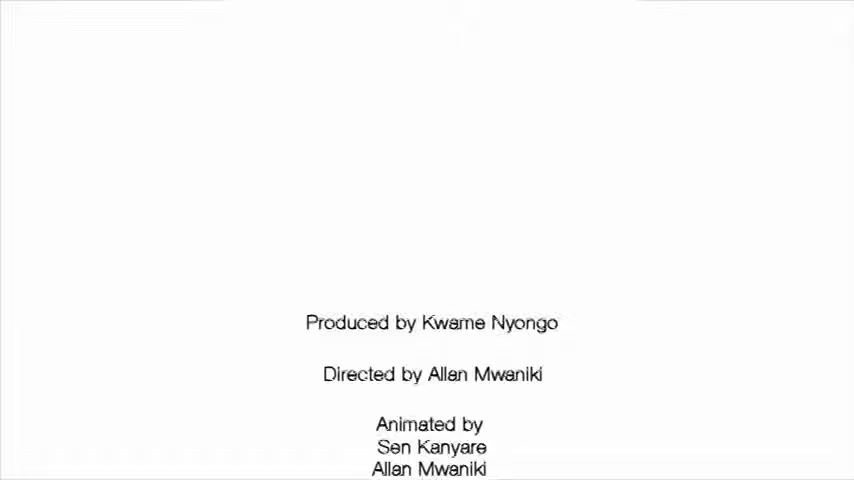 Produced by Kwame Nyongo
Directed by Allan Mwaniki
Animated by
Sen Kanyare
Allan Mwaniki